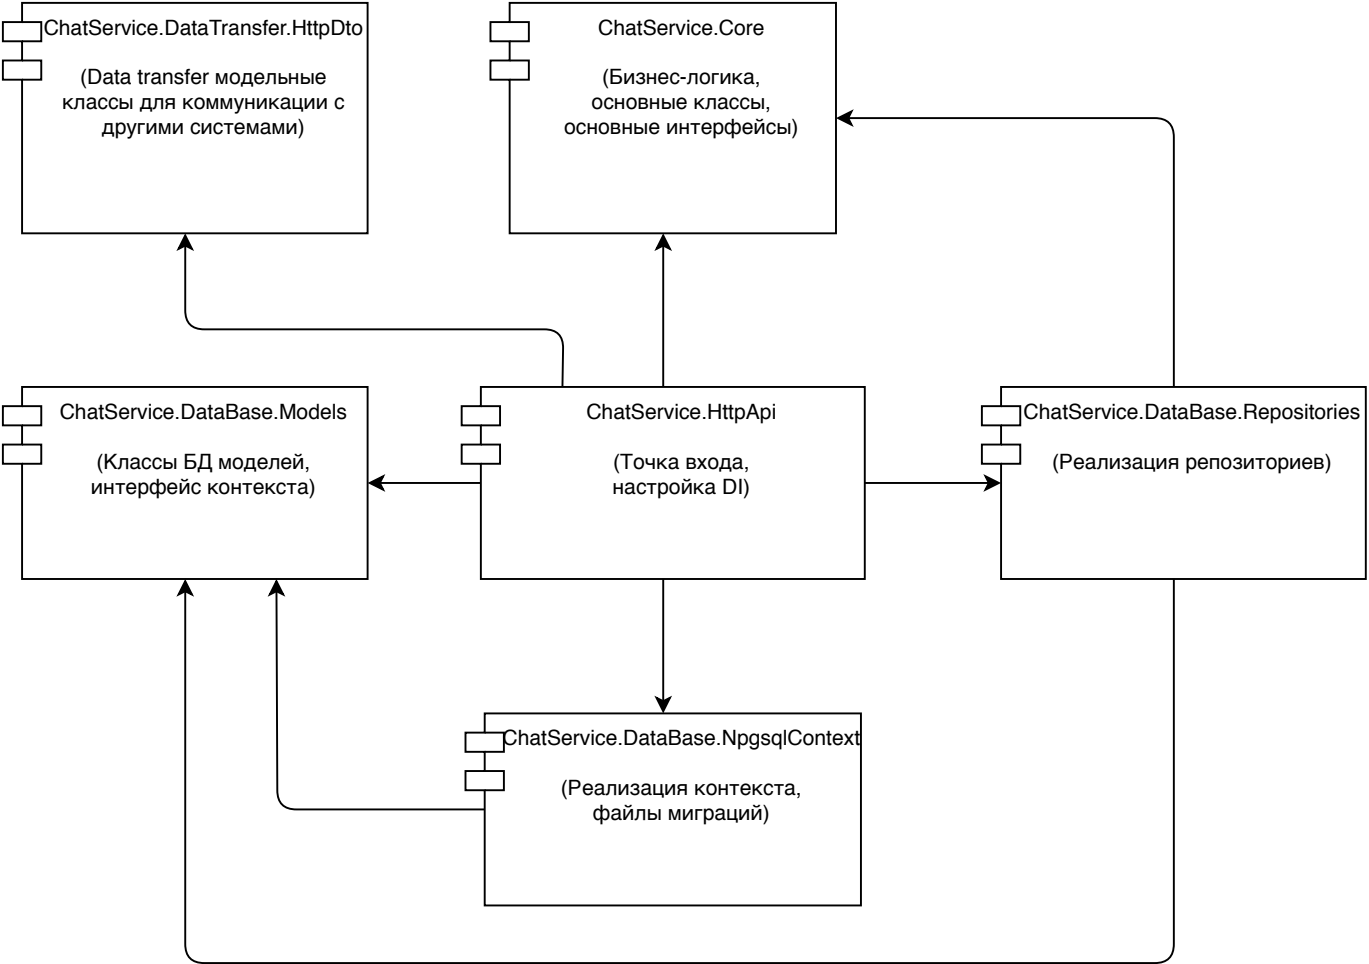 ChatService.DataTransfer.HttpDto
(Data transfer модельные
классы для коммуникации с
другими системами)
ChatService.Core
(Бизнес-логика,
основные классы,
основные интерфейсы)
ChatService.DataBase.Models
(Классы БД моделей,
интерфейс контекста)
ChatService.HttpApi
(Точка входа,
настройка DI)
ChatService.DataBase.Repositories
(Реализация репозиториев)
ChatService.DataBase.NpgsqlContext
(Реализация контекста,
файлы миграций)